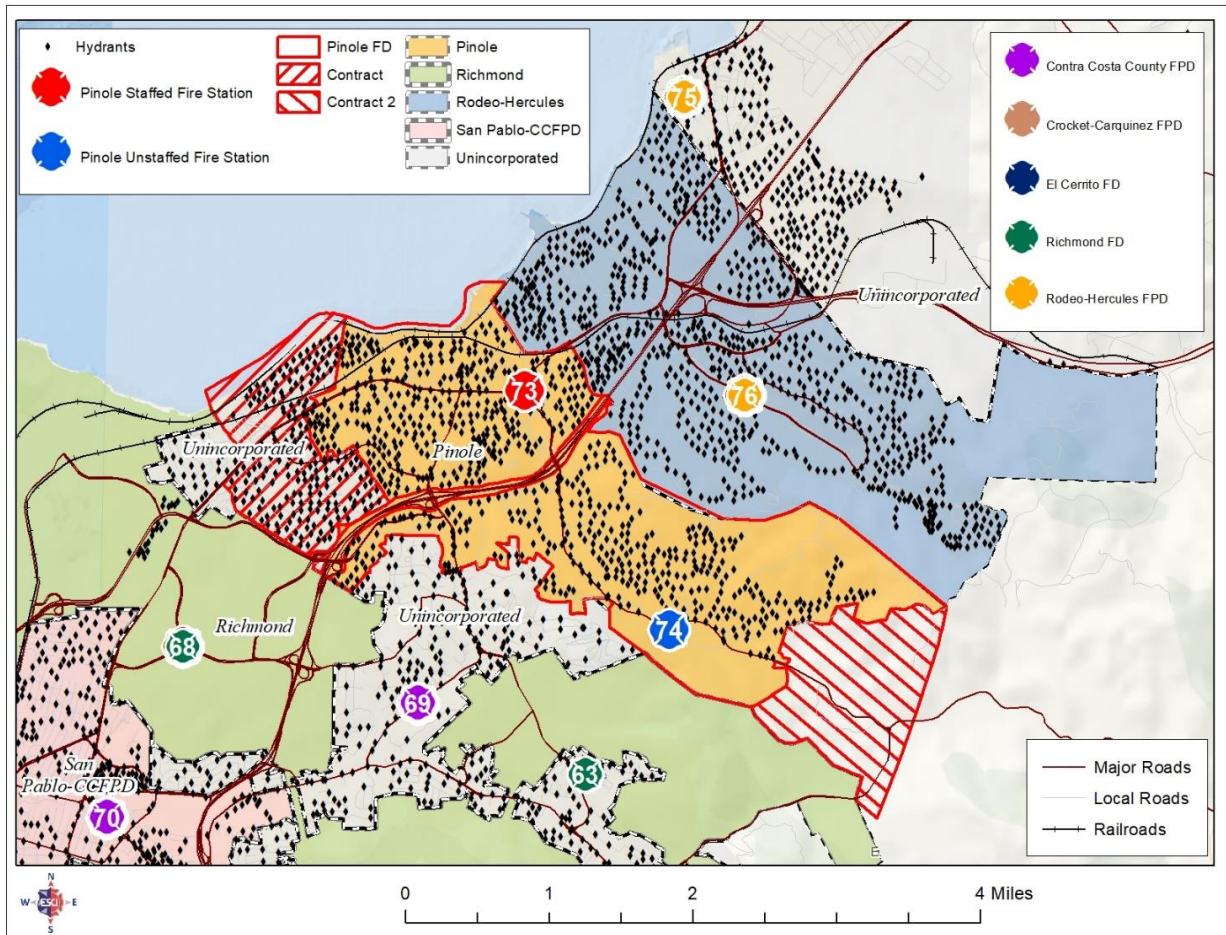 Hydrants
Pinole Staffed Fire Station
Pinole Unstaffed Fire Station
Pinole FD
Contract
Contract 2
Pinole
Richmond
Rodeo-Hercules
San Pablo-CCFPD
Unincorporated
Contra Costa County FPD
Crocket-Carquinez FPD
El Cerrito FD
Richmond FD
Rodeo-Hercules FPD
75
Unincorporated
73
76
Unincorporated
Pinole
Unincorporated
Richmond
68
74
69
63
San
Pablo-CCFPD
70
E
Major Roads
Local Roads
Railroads
N
W
ESCI
E
S
0
1
2
4 Miles